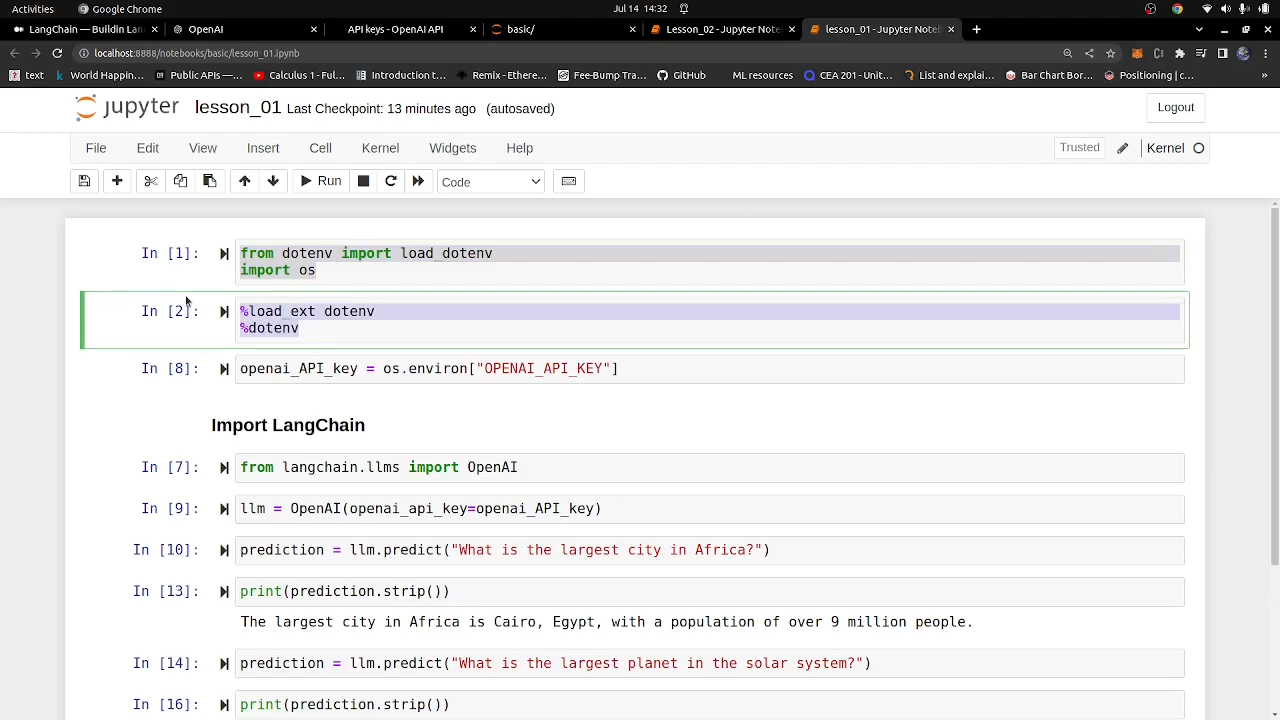 Activities
Google Chrome
Jul 14 14:32
LangChain — Buildin Lan
OpenAI
API keys - OpenAI API
basic/
Lesson_02 - Jupyter Noteb
lesson_01 - Jupyter Noteb
localhost:8888/notebooks/basic/lesson_01.ipynb
text
World Happin...
Public APIs –...
Calculus 1 - Ful...
Introduction t...
Remix - Ethere...
Fee-Bump Tra...
GitHub
ML resources
CEA 201 - Unit...
List and explai...
Bar Chart Bor...
Positioning | c...
»
jupyter
lesson_01 Last Checkpoint: 13 minutes ago (autosaved)
Logout
File Edit View Insert Cell Kernel Widgets Help
Trusted
Kernel
Run
Code
In [1]:
from dotenv import load_dotenv
import os
In [2]:
%load_ext dotenv
%dotenv
In [8]: openai_API_key = os.environ["OPENAI_API_KEY"]
Import LangChain
In [7]: from langchain.llms import OpenAI
In [9]: llm = OpenAI(openai_api_key=openai_API_key)
In [10]: prediction = llm.predict("What is the largest city in Africa?")
In [13]: print(prediction.strip())
The largest city in Africa is Cairo, Egypt, with a population of over 9 million people.
In [14]: prediction = llm.predict("What is the largest planet in the solar system?")
In [16]: print(prediction.strip())